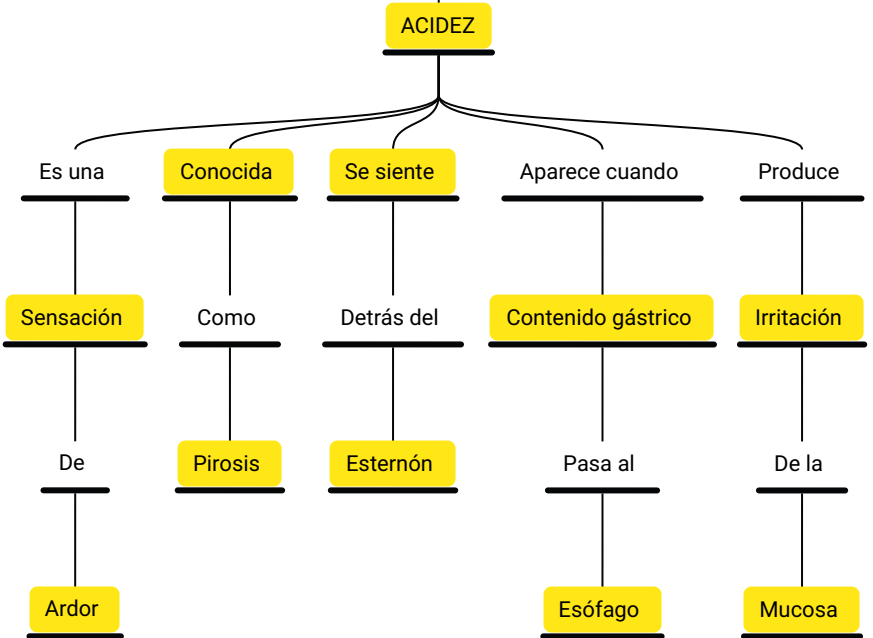 ACIDEZ
Es una
Conocida
Se siente
Aparece cuando
Produce
Sensación
Como
Detrás del
Contenido gástrico
Irritación
De
Pirosis
Esternón
Pasa al
De la
Ardor
Esófago
Mucosa